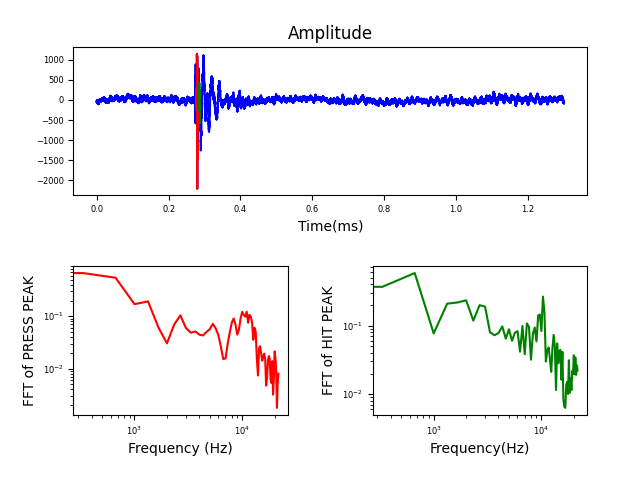 Amplitude
1000
500
0
−500
−1000
−1500
−2000
0.0 0.2 0.4 0.6 0.8 1.0 1.2
Time(ms)
FFT of PRESS PEAK
10⁻¹
10⁻²
10³ 10⁴
Frequency (Hz)
FFT of HIT PEAK
10⁻¹
10⁻²
10³ 10⁴
Frequency(Hz)